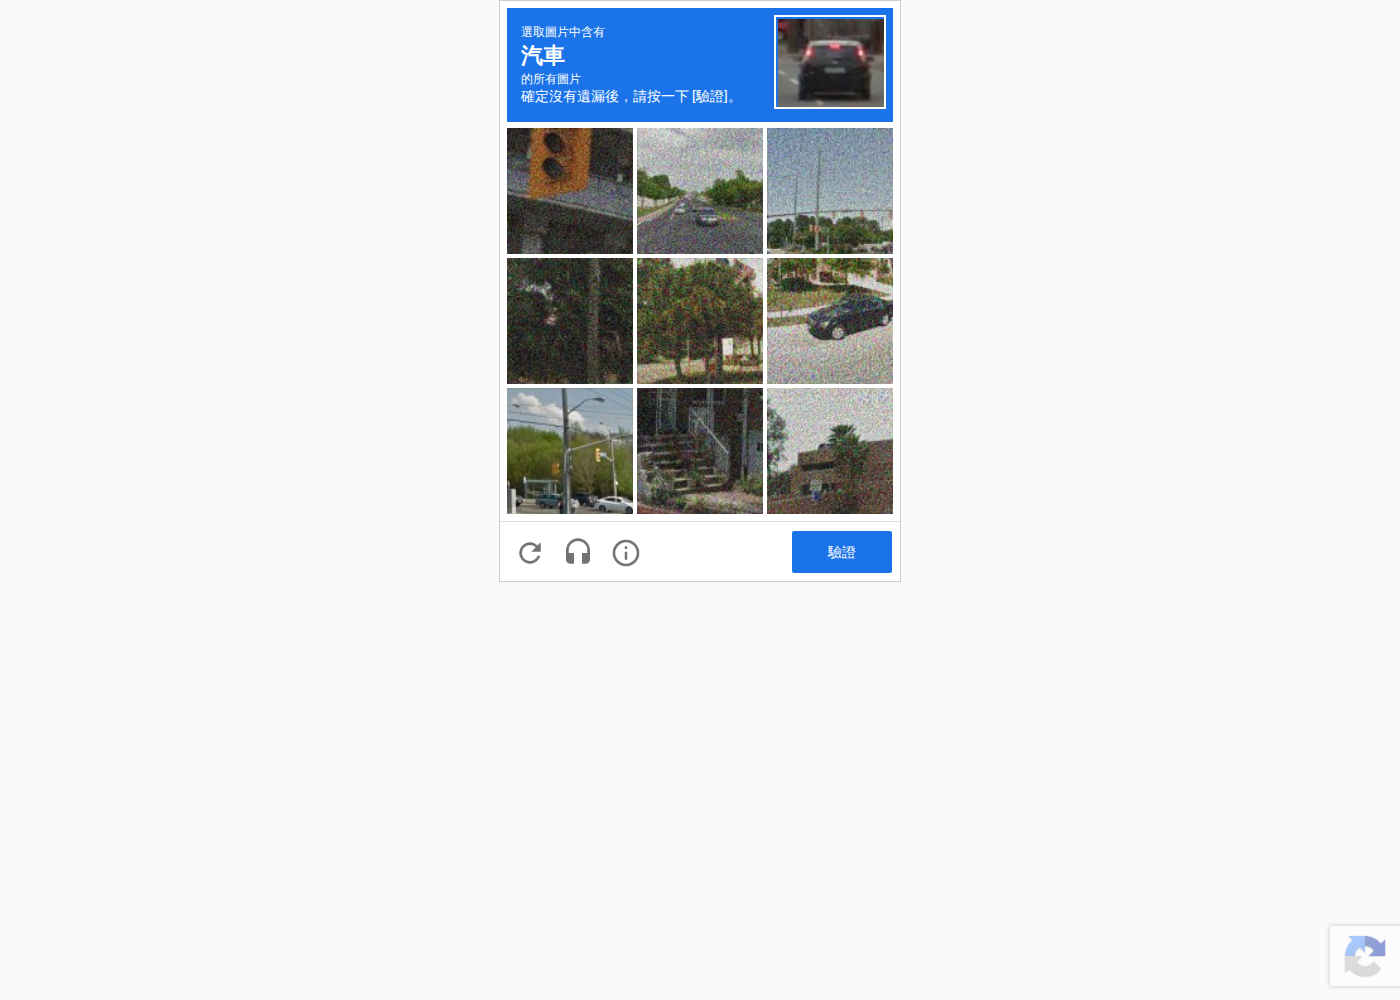 選取圖片中含有
汽車
的所有圖片
確定沒有遺漏後，請按一下 [驗證]。
驗證